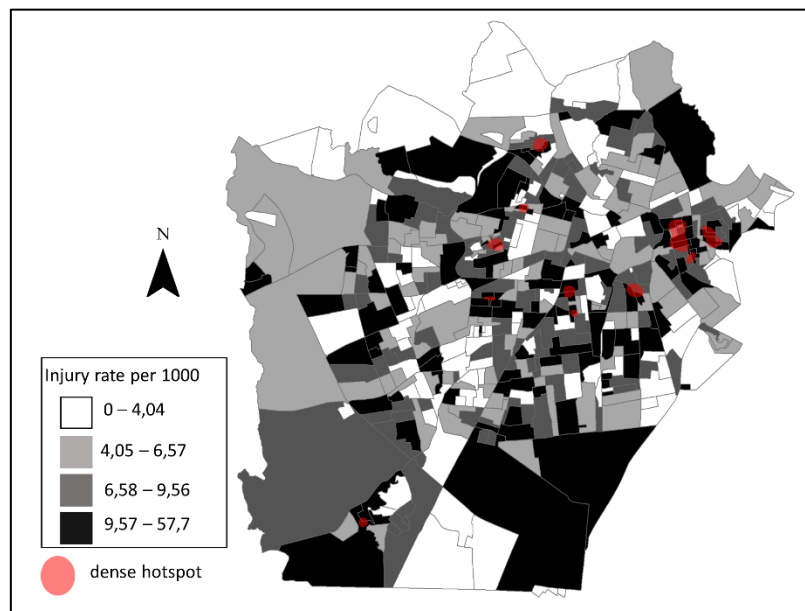 N
Injury rate per 1000
0 – 4,04
4,05 – 6,57
6,58 – 9,56
9,57 – 57,7
dense hotspot